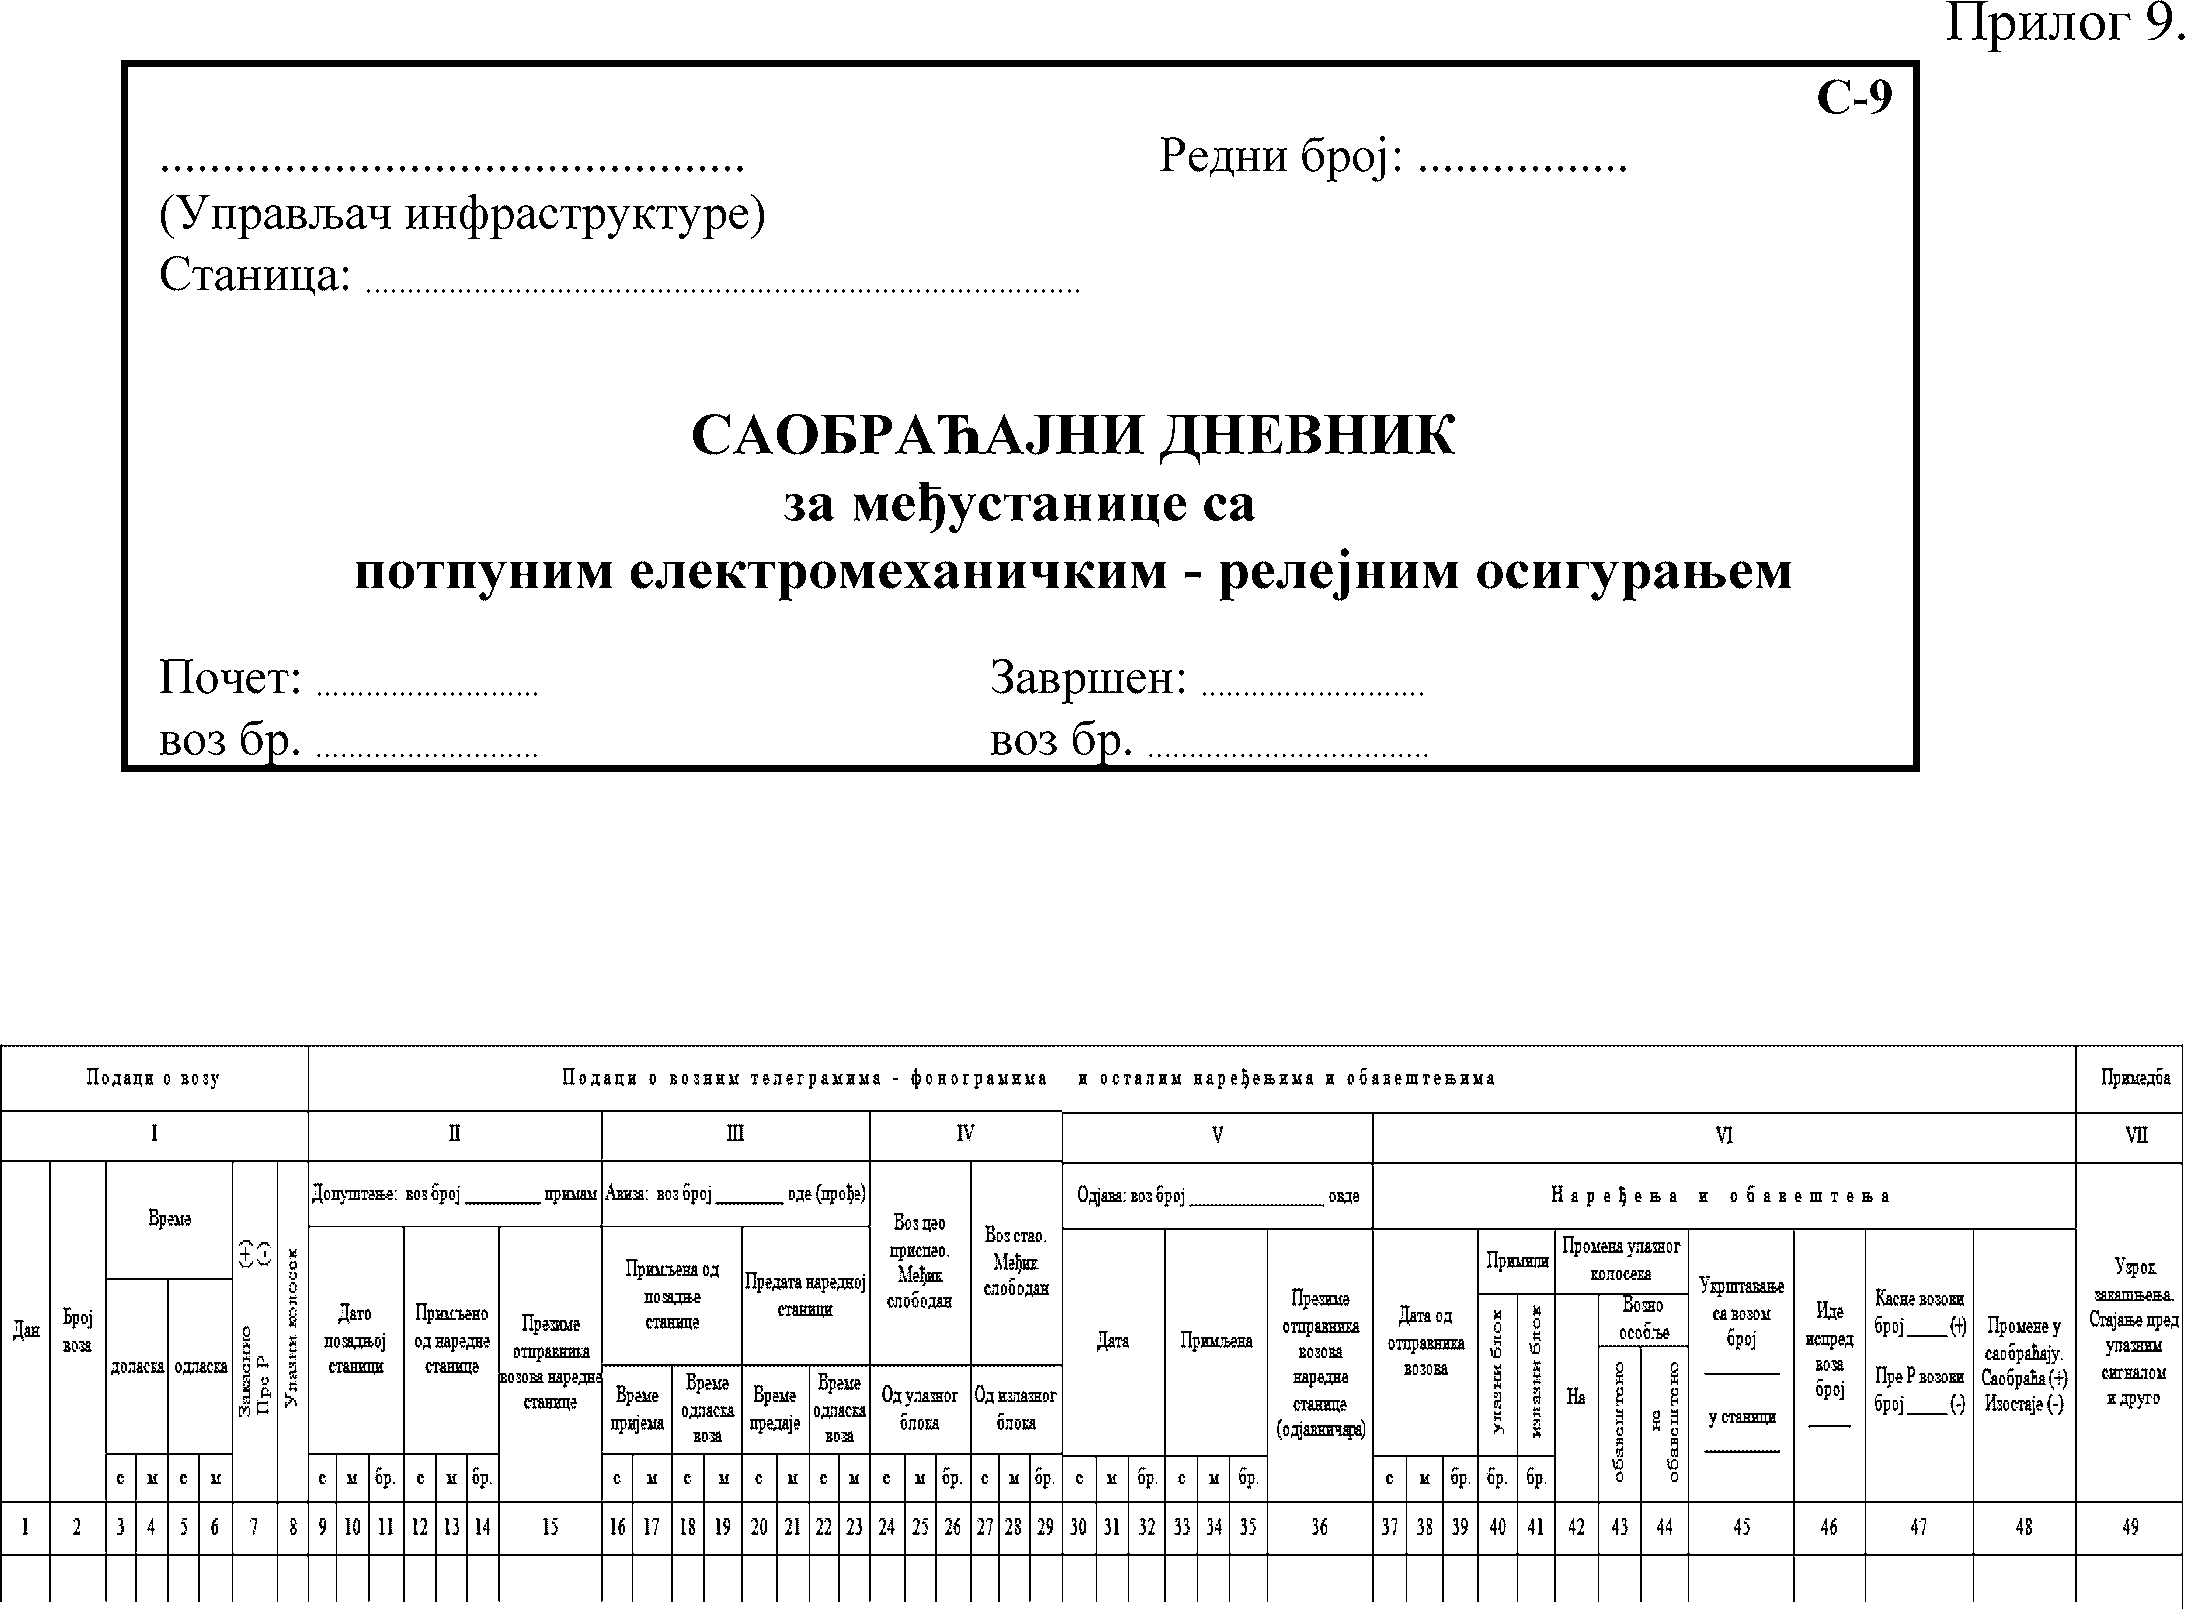 Прилог 9.
С-9
............................................... Редни број: .................
(Управљач инфраструктуре)
Станица: ......................................................................................
САОБРАЋАЈНИ ДНЕВНИК
за међустанице са
потпуним електромеханичким - релејним осигурањем
Почет: ........................... Завршен: ...........................
воз бр. ........................... воз бр. ..................................
Подаци о возу
Подаци о возним телеграмима - фонограмима и осталим наређењима и обавештењима
Примедба
I II III IV V VI VII
Дан
Број
воза
Време
доласка
одласка
Закаснио (+)
Пре Р (-)
Улазни колосек
Допуштење: воз број _________ примам
Дато
позадњој
станици
Примљено
од наредне
станице
Презиме
отправника
возова наредне
станице
Авиза: воз број ________ оде (прође)
Примљена од
позадње
станице
Предата наредној
станици
Време
пријема
Време
одласка
воза
Време
предаје
Време
одласка
воза
Воз цео
приспео.
Међик
слободан
Од улазног
блока
Воз стао.
Међик
слободан
Од излазног
блока
Одјава: воз број ________________ овде
Дата
Примљена
Презиме
отправника
возова
наредне
станице
(одјавничара)
Наређења и обавештења
Дата од
отправника
возова
Примили
улазни блок
излазни блок
Промена улазног
колосека
На
Возно
особље
обавештено
не
обавештено
Укрштавање
са возом
број
_________
у станици
_________
Иде
испред
воза
број
_____
Касне возови
број _____ (+)
Пре Р возови
број _____ (-)
Промене у
саобраћају.
Саобраћа (+)
Изостаје (-)
Узрок
закашњења.
Стајање пред
улазним
сигналом
и друго
с м с м с м бр. с м бр. с м с м с м с м с м бр. с м бр. с м бр. с м бр. с м бр. бр. бр.
1 2 3 4 5 6 7 8 9 10 11 12 13 14 15 16 17 18 19 20 21 22 23 24 25 26 27 28 29 30 31 32 33 34 35 36 37 38 39 40 41 42 43 44 45 46 47 48 49